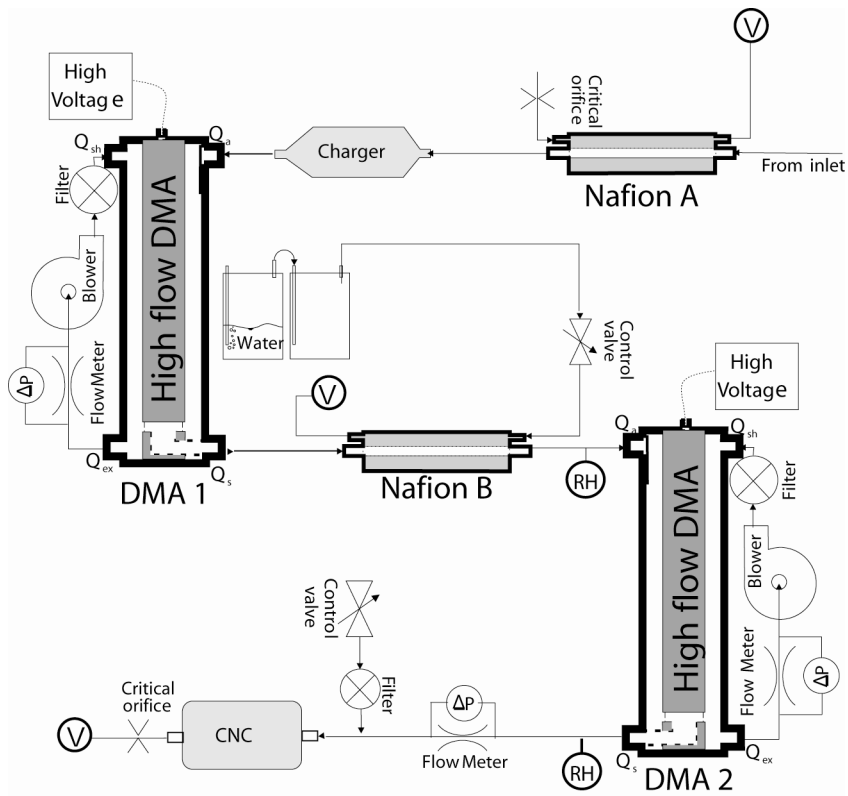 High
Voltage
Q sh
Q a
Filter
Blower
ΔP
FlowMeter
High flow DMA
Q ex
Q s
DMA 1
Charger
Critical
orifice
V
From inlet
Nafion A
Water
Control
valve
V
Nafion B
RH
High
Voltage
Q a
Q sh
Filter
Blower
Flow Meter
ΔP
High flow DMA
Q s
Q ex
DMA 2
RH
Control
valve
Filter
ΔP
Flow Meter
CNC
Critical
orifice
V